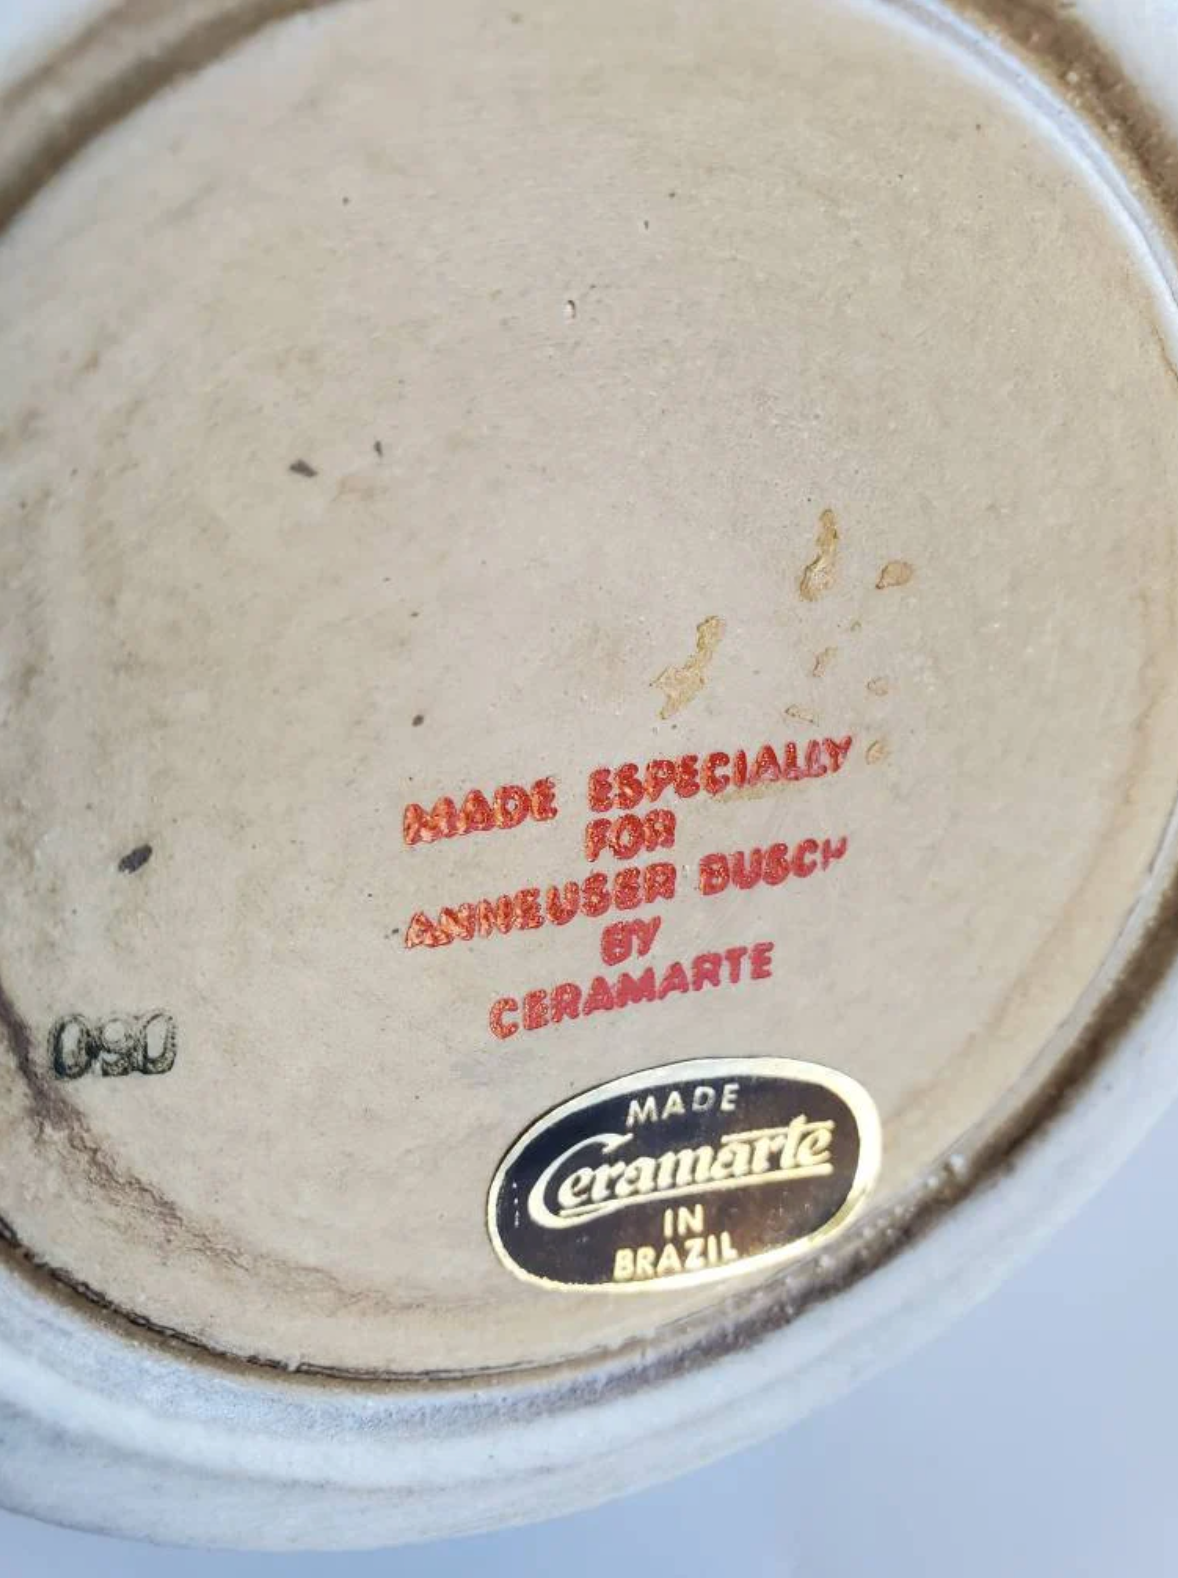 MADE ESPECIALLY
FOR
ANHEUSER BUSCH
BY
CERAMARTE
090
MADE
Ceramarte
IN
BRAZIL